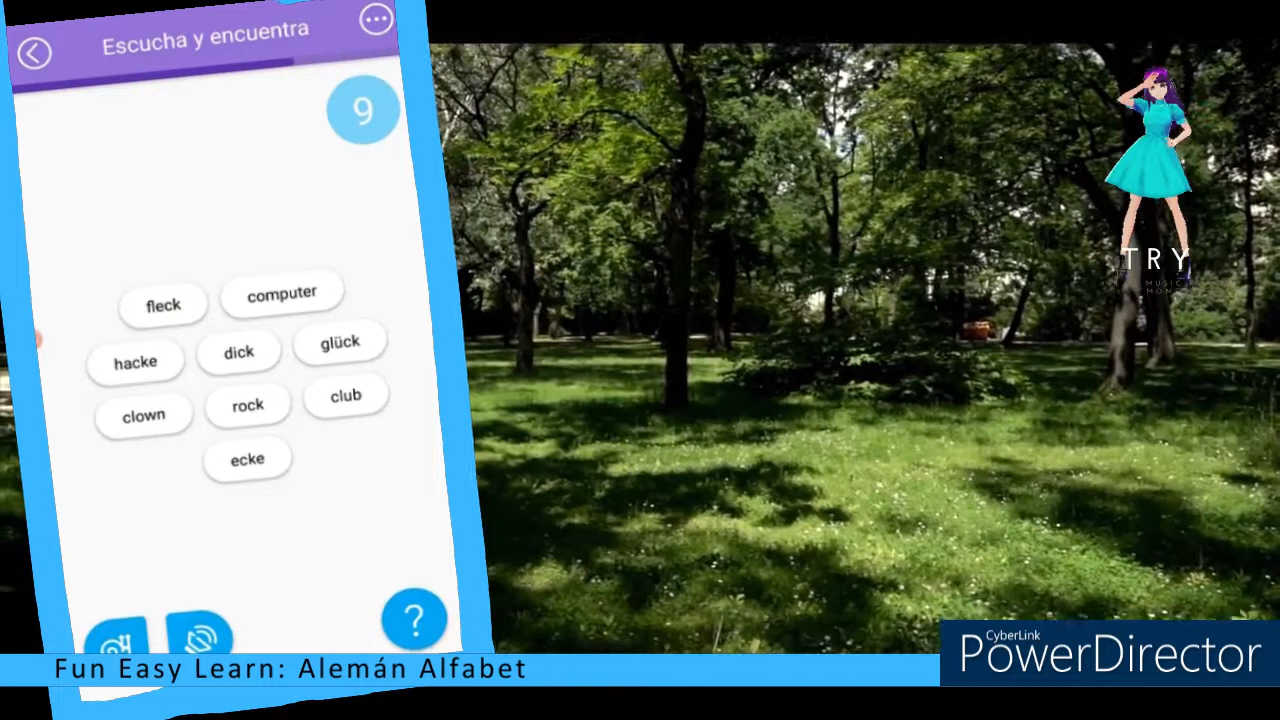 Escucha y encuentra
9
fleck
computer
hacke
dick
glück
clown
rock
club
ecke
?
TRY
MUSIC
Fun Easy Learn: Alemán Alfabet
CyberLink
PowerDirector